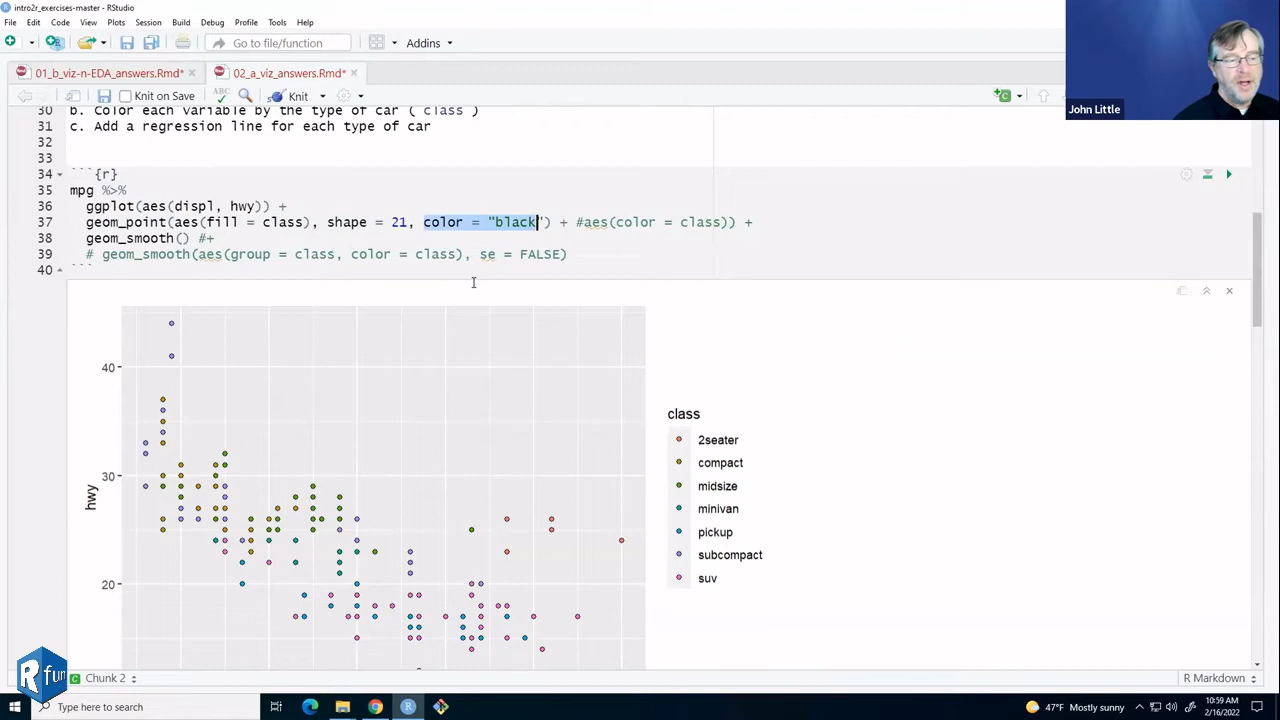 intro2r_exercises-master - RStudio
File Edit Code View Plots Session Build Debug Profile Tools Help
Go to file/function Addins
01_b_viz-n-EDA_answers.Rmd* 02_a_viz_answers.Rmd*
Knit on Save ABC Knit
John Little
30 b. Color each variable by the type of car (`class`)
31 c. Add a regression line for each type of car
32
33
34 ```{r}
35 mpg %>%
36 ggplot(aes(displ, hwy)) +
37 geom_point(aes(fill = class), shape = 21, color = "black") + #aes(color = class)) +
38 geom_smooth() #+
39 # geom_smooth(aes(group = class, color = class), se = FALSE)
40 ```
40
30
20
hwy
class
2seater
compact
midsize
minivan
pickup
subcompact
suv
R fun
Chunk 2 R Markdown
Type here to search
47°F Mostly sunny
10:59 AM
2/16/2022